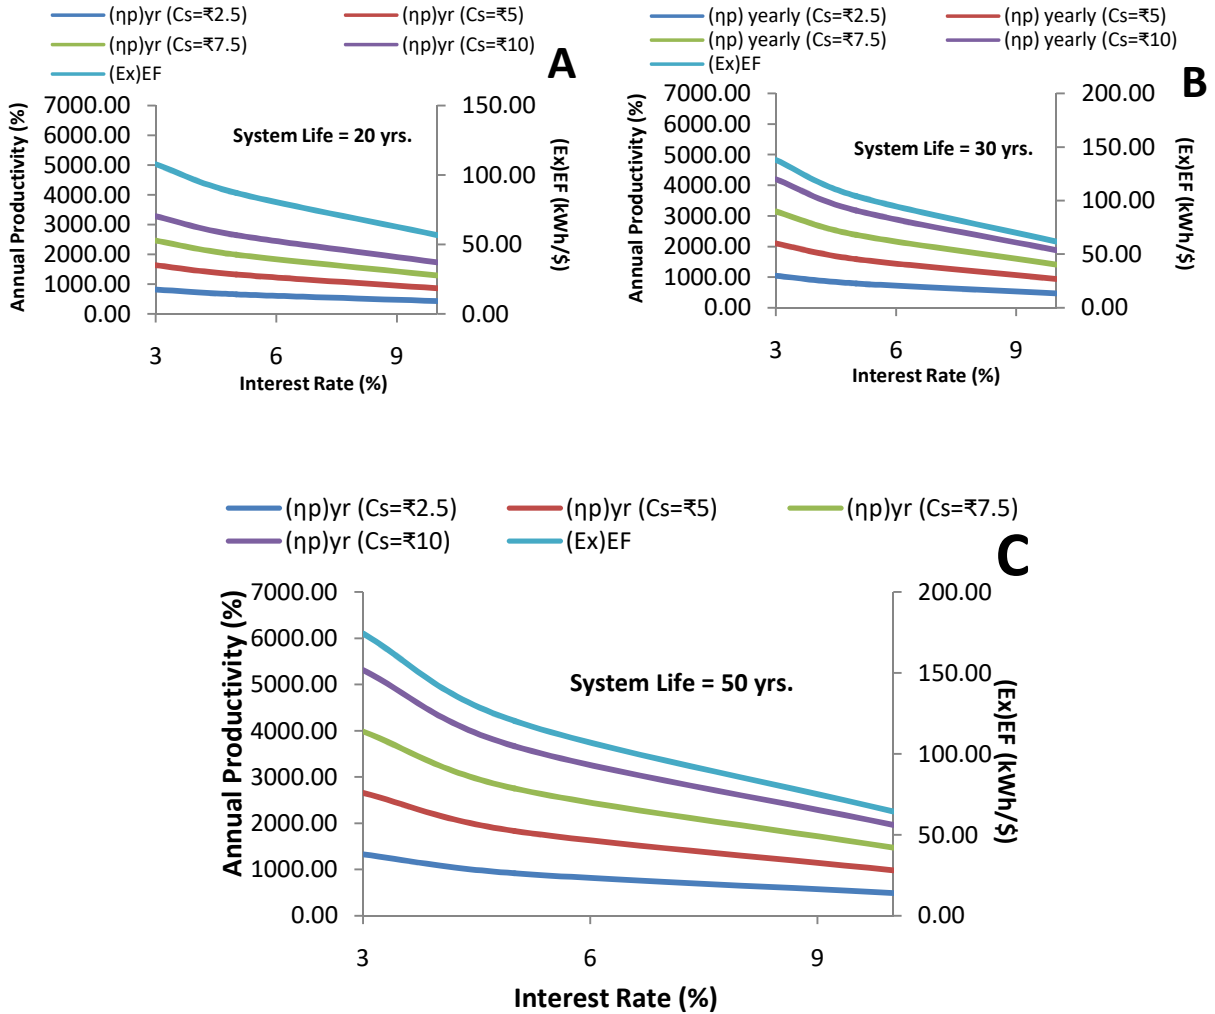 (ηp)yr (Cs=₹2.5)
(ηp)yr (Cs=₹5)
(ηp)yr (Cs=₹7.5)
(ηp)yr (Cs=₹10)
(Ex)EF
A
Annual Productivity (%)
7000.00
6000.00
5000.00
4000.00
3000.00
2000.00
1000.00
0.00
System Life = 20 yrs.
150.00
100.00
50.00
0.00
(Ex)EF (kWh/$)
3 6 9
Interest Rate (%)
(ηp) yearly (Cs=₹2.5)
(ηp) yearly (Cs=₹5)
(ηp) yearly (Cs=₹7.5)
(ηp) yearly (Cs=₹10)
(Ex)EF
B
Annual Productivity (%)
7000.00
6000.00
5000.00
4000.00
3000.00
2000.00
1000.00
0.00
System Life = 30 yrs.
200.00
150.00
100.00
50.00
0.00
(Ex)EF (kWh/$)
3 6 9
Interest Rate (%)
(ηp)yr (Cs=₹2.5)
(ηp)yr (Cs=₹5)
(ηp)yr (Cs=₹7.5)
(ηp)yr (Cs=₹10)
(Ex)EF
C
Annual Productivity (%)
7000.00
6000.00
5000.00
4000.00
3000.00
2000.00
1000.00
0.00
System Life = 50 yrs.
200.00
150.00
100.00
50.00
0.00
(Ex)EF (kWh/$)
3 6 9
Interest Rate (%)